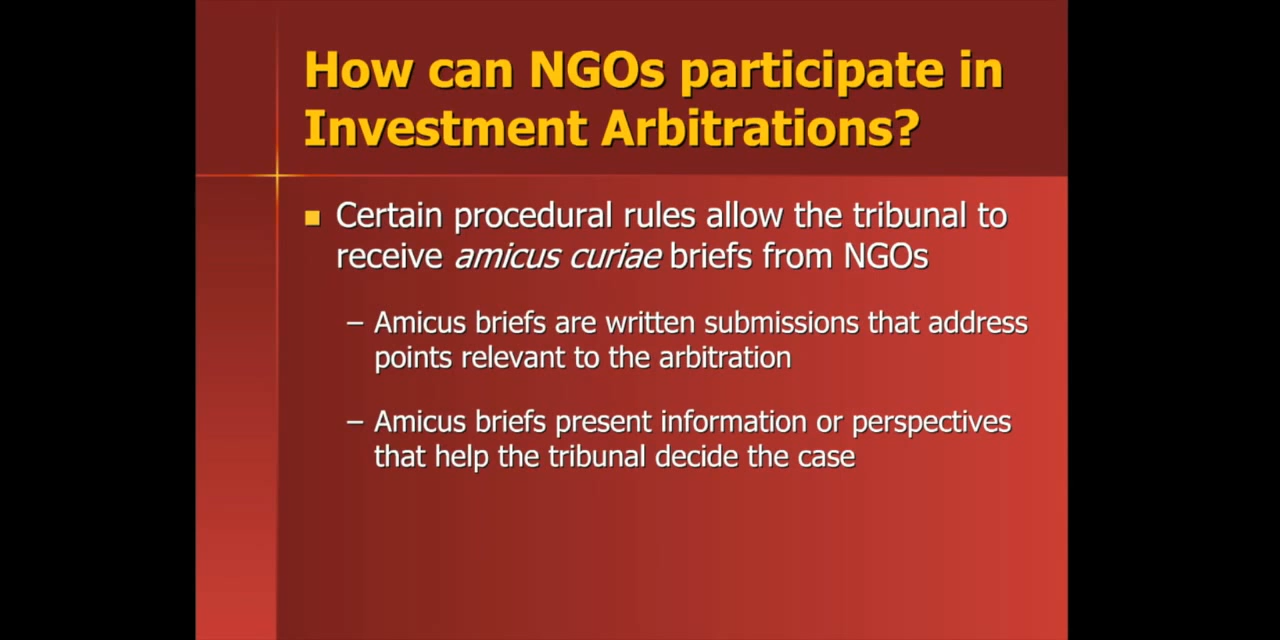 How can NGOs participate in
Investment Arbitrations?
Certain procedural rules allow the tribunal to
receive amicus curiae briefs from NGOs
– Amicus briefs are written submissions that address
points relevant to the arbitration
– Amicus briefs present information or perspectives
that help the tribunal decide the case